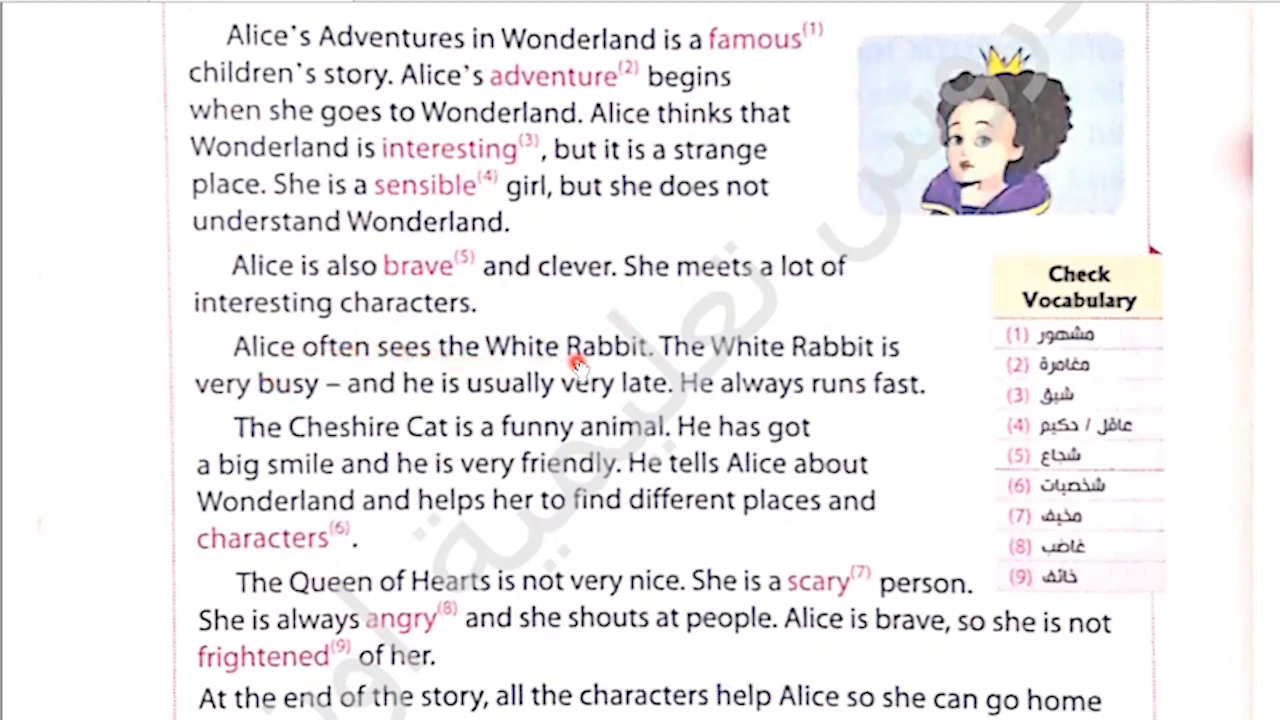 Alice's Adventures in Wonderland is a famous(1)
children's story. Alice's adventure(2) begins
when she goes to Wonderland. Alice thinks that
Wonderland is interesting(3), but it is a strange
place. She is a sensible(4) girl, but she does not
understand Wonderland.
Alice is also brave(5) and clever. She meets a lot of
interesting characters.
Alice often sees the White Rabbit. The White Rabbit is
very busy – and he is usually very late. He always runs fast.
The Cheshire Cat is a funny animal. He has got
a big smile and he is very friendly. He tells Alice about
Wonderland and helps her to find different places and
characters(6).
The Queen of Hearts is not very nice. She is a scary(7) person.
She is always angry(8) and she shouts at people. Alice is brave, so she is not
frightened(9) of her.
At the end of the story, all the characters help Alice so she can go home
Check
Vocabulary
(1) مشهور
(2) مغامرة
(3) شيق
(4) عاقل / حكيم
(5) شجاع
(6) شخصيات
(7) مخيف
(8) غاضب
(9) خائف
تعليمية